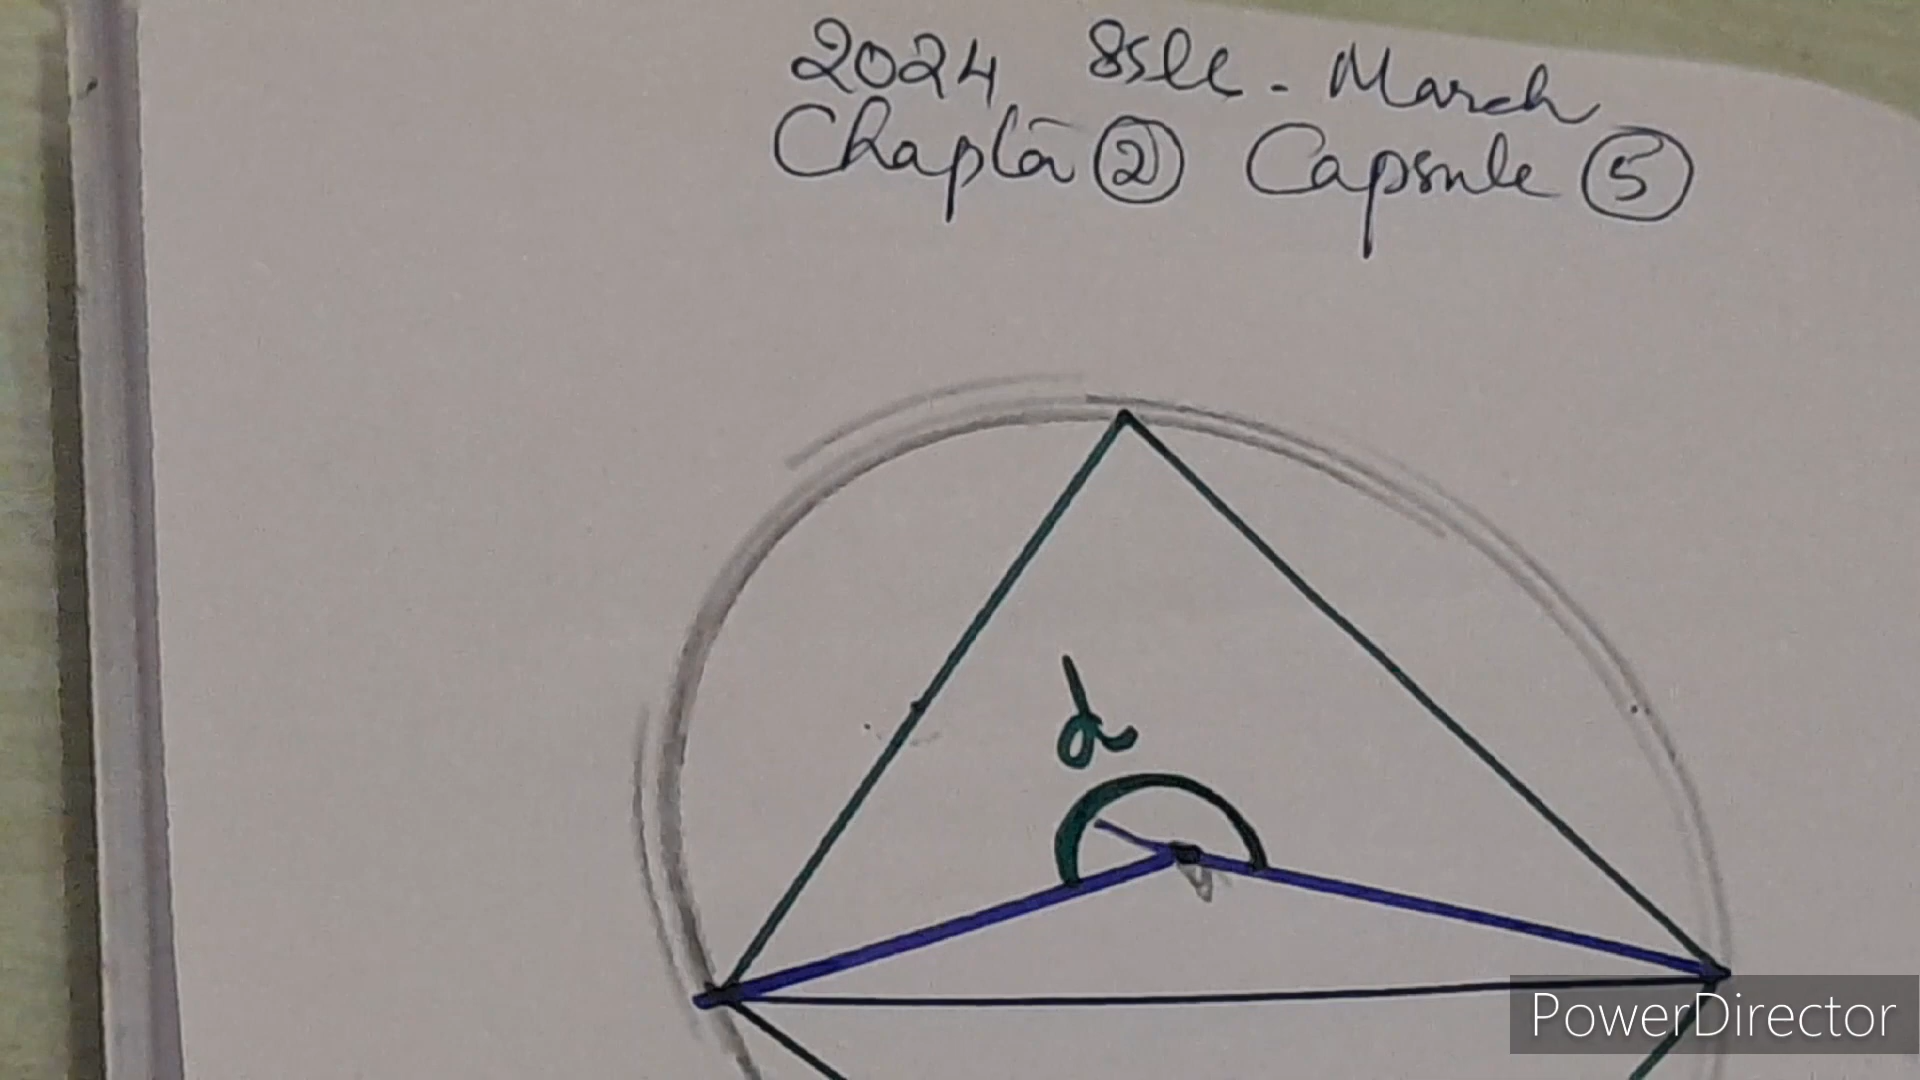 2024 SSLC - March
Chapter ② Capsule ⑤
α
PowerDirector